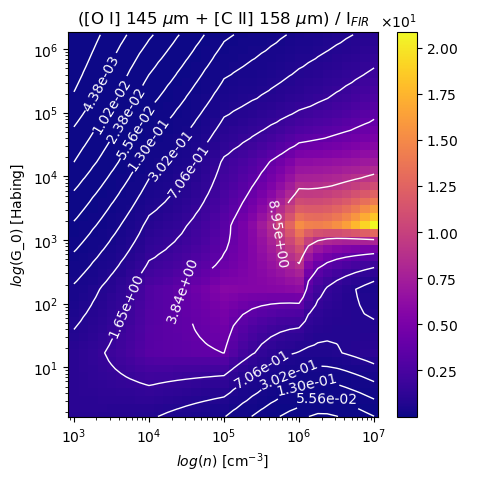 ([O I] 145 μm + [C II] 158 μm) / I_FIR ×10¹
log(G_0) [Habing]
10⁶
10⁵
10⁴
10³
10²
10¹
4.38e-03
1.02e-02
2.38e-02
5.56e-02
1.30e-01
3.02e-01
7.06e-01
8.95e+00
1.65e+00
3.84e+00
7.06e-01
3.02e-01
1.30e-01
5.56e-02
2.00
1.75
1.50
1.25
1.00
0.75
0.50
0.25
10³ 10⁴ 10⁵ 10⁶ 10⁷
log(n) [cm⁻³]